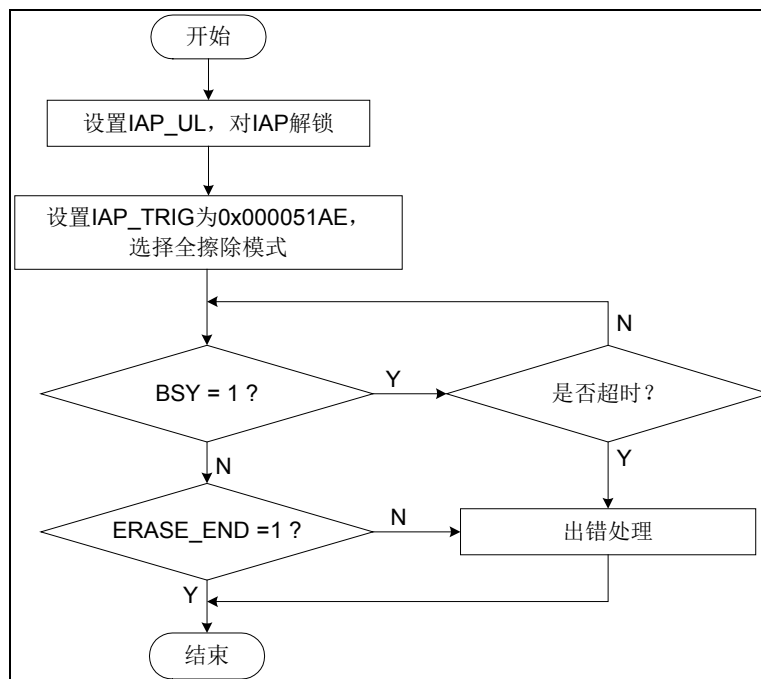 开始
设置IAP_UL，对IAP解锁
设置IAP_TRIG为0x000051AE，
选择全擦除模式
N
BSY = 1 ?
Y
是否超时？
N
Y
ERASE_END =1 ?
N
出错处理
Y
结束